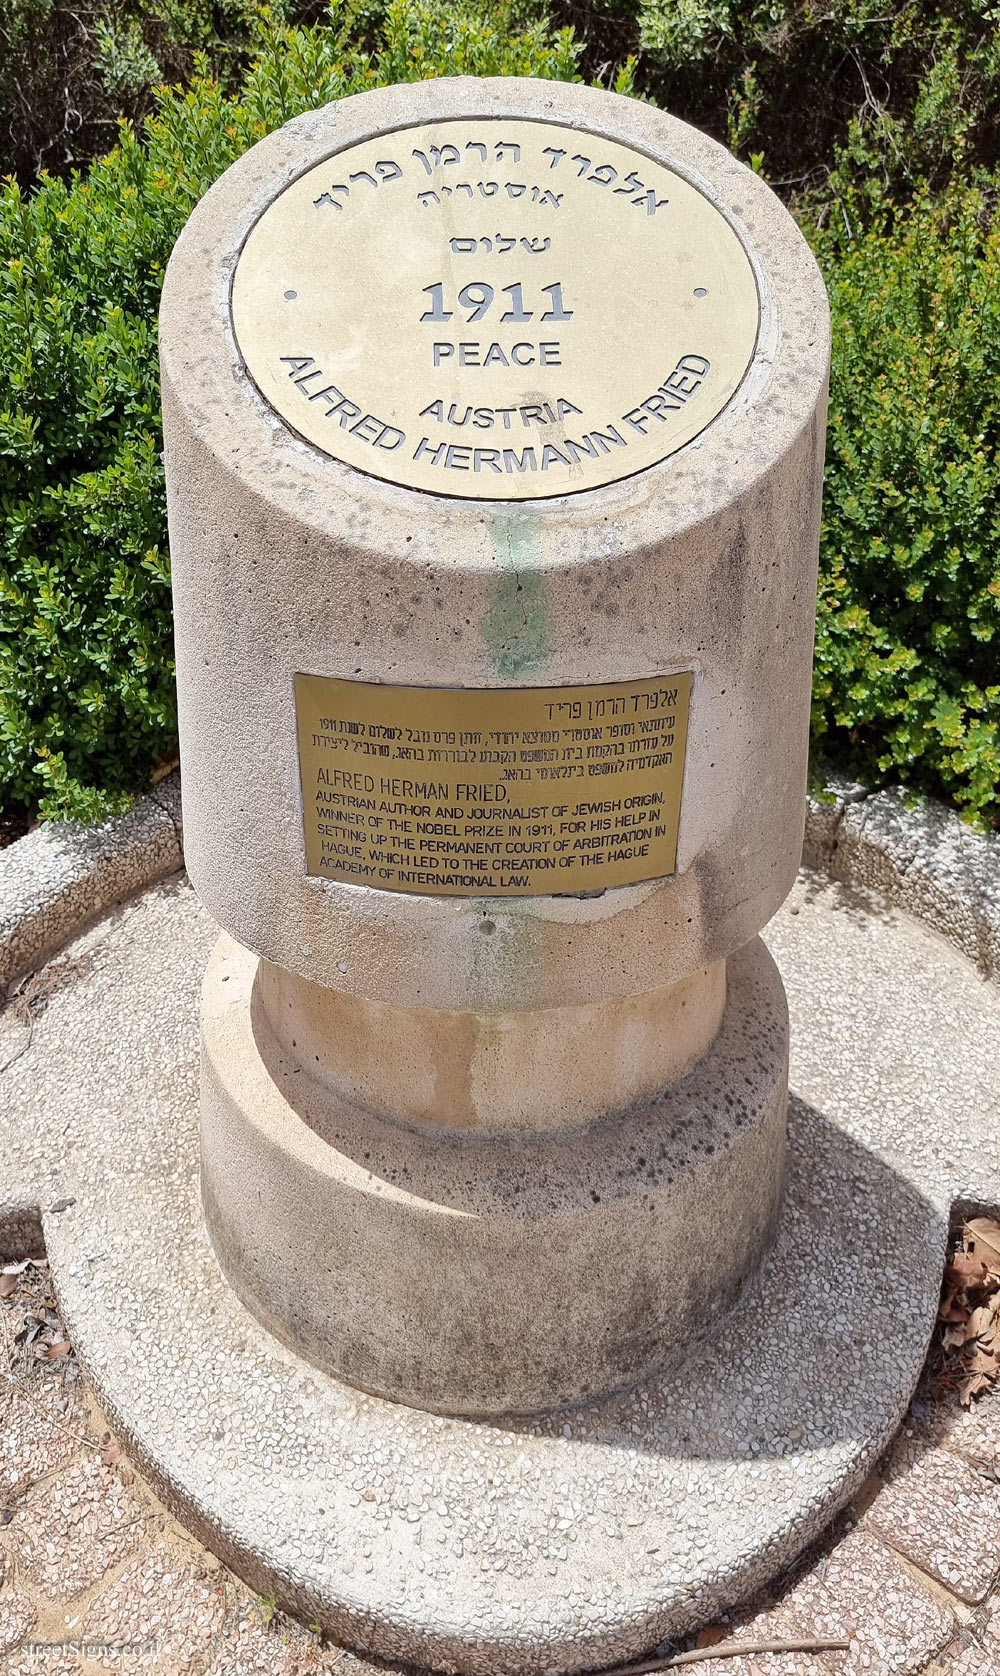 אלפרד הרמן פריד
אוסטריה
שלום
1911
PEACE
AUSTRIA
ALFRED HERMANN FRIED
אלפרד הרמן פריד
עיתונאי וסופר אוסטרי ממוצא יהודי, חתן פרס נובל לשלום לשנת 1911
על עזרתו בהקמת בית המשפט הקבוע לבוררות בהאג, שהוביל ליצירת
האקדמיה למשפט בינלאומי בהאג.
ALFRED HERMAN FRIED,
AUSTRIAN AUTHOR AND JOURNALIST OF JEWISH ORIGIN,
WINNER OF THE NOBEL PRIZE IN 1911, FOR HIS HELP IN
SETTING UP THE PERMANENT COURT OF ARBITRATION IN
HAGUE, WHICH LED TO THE CREATION OF THE HAGUE
ACADEMY OF INTERNATIONAL LAW.
streetSigns.co.il